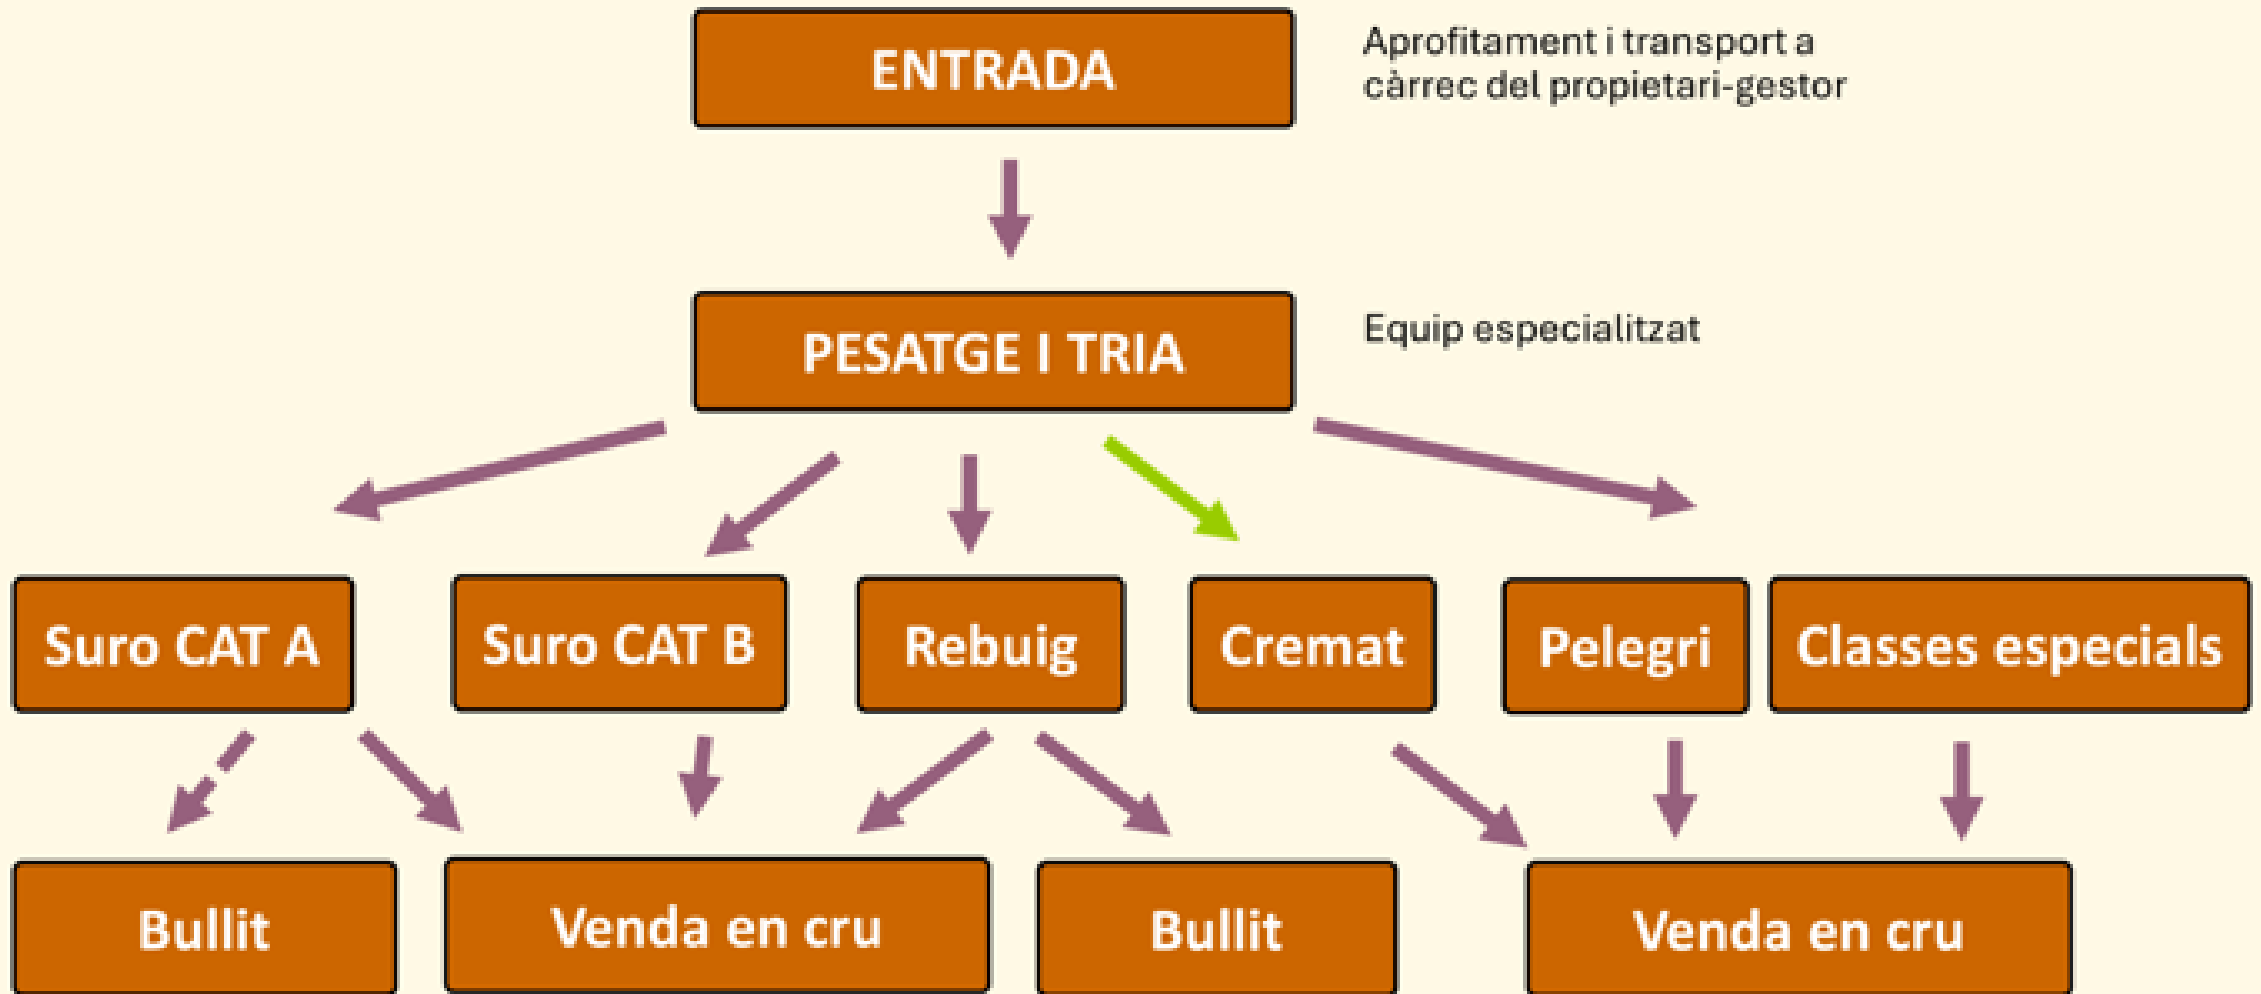 ENTRADA
Aprofitament i transport a
càrrec del propietari-gestor
PESATGE I TRIA
Equip especialitzat
Suro CAT A
Suro CAT B
Rebuig
Cremat
Pelegri
Classes especials
Bullit
Venda en cru
Bullit
Venda en cru